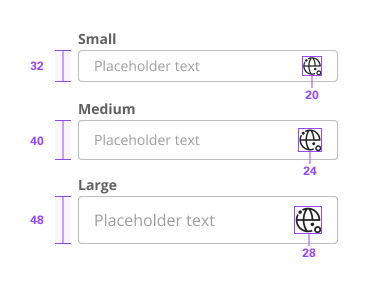 Small
32 Placeholder text
20
Medium
40 Placeholder text
24
Large
48 Placeholder text
28